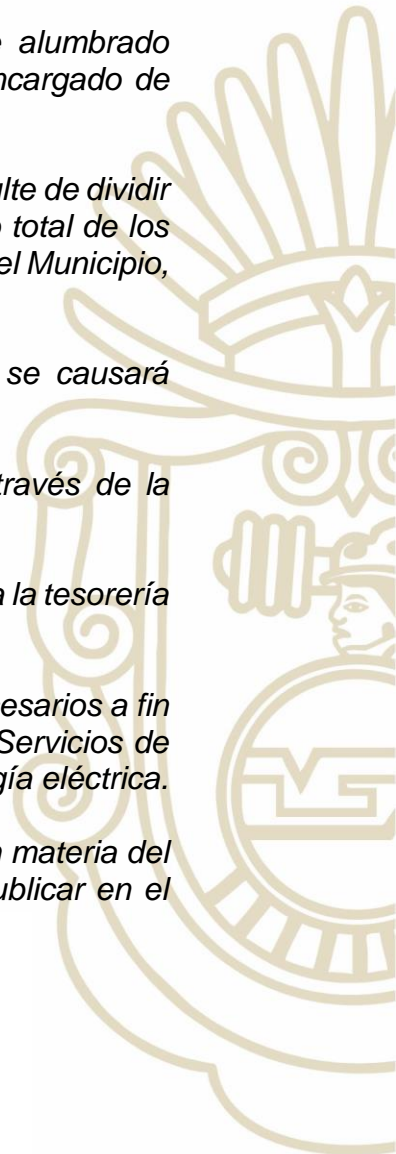 alumbrado
ncargado de
ulte de dividir
o total de los
el Municipio,
se causará
través de la
a la tesorería
esarios a fin
Servicios de
gía eléctrica.
n materia del
ublicar en el